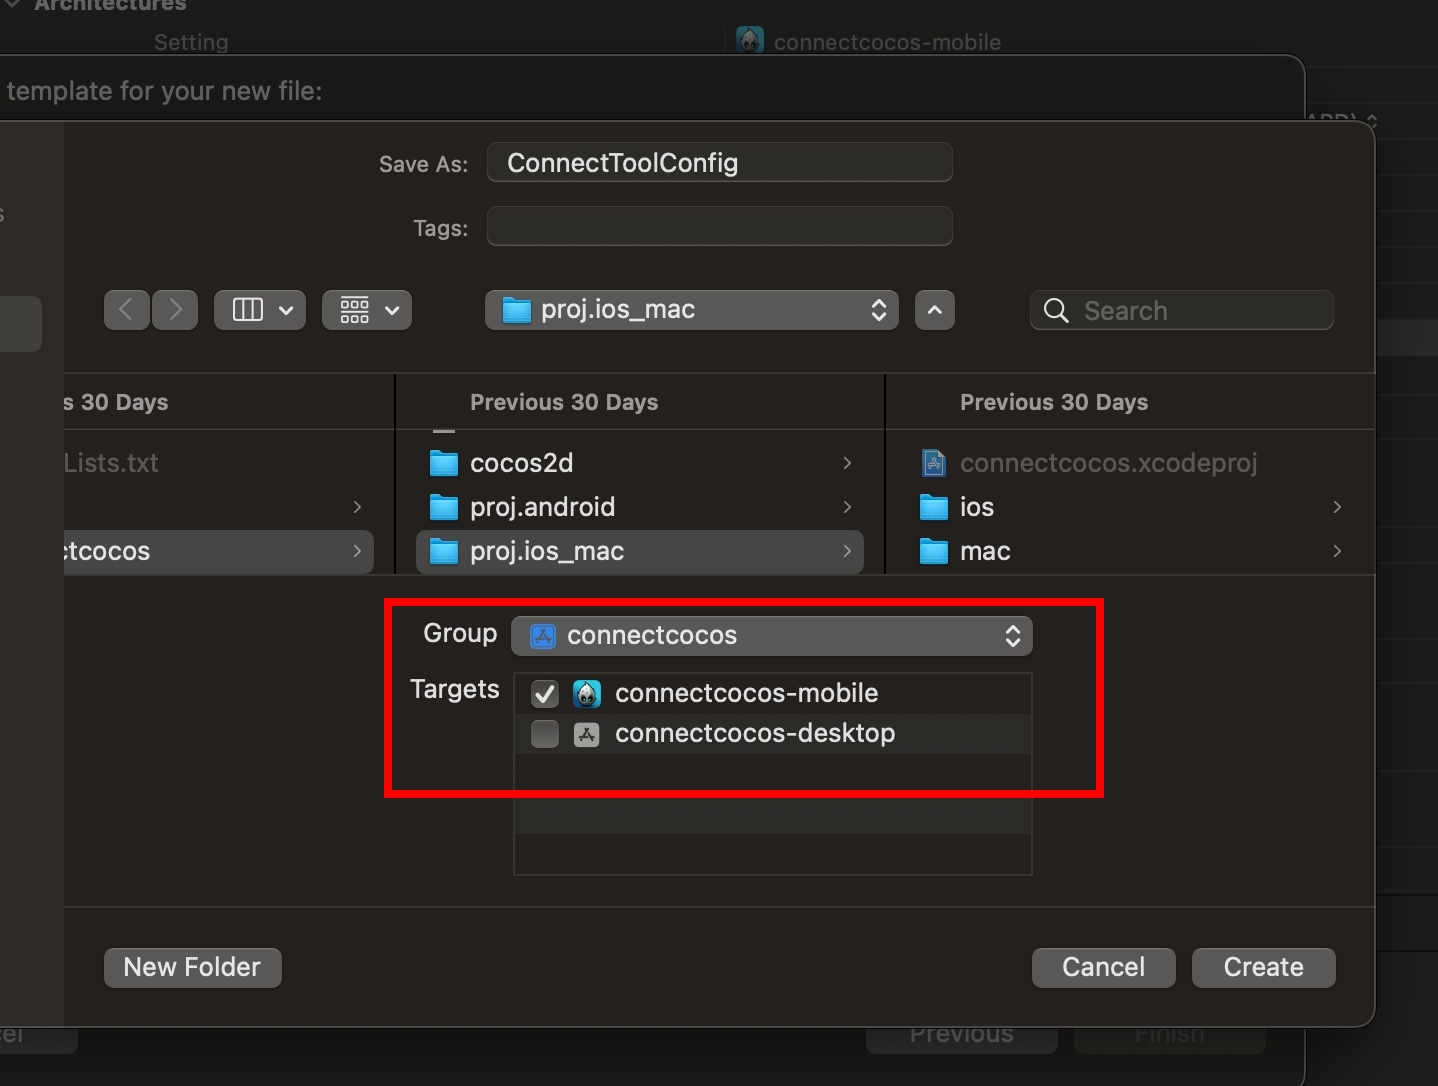 Architectures
Setting
connectcocos-mobile
template for your new file:
Save As:
ConnectToolConfig
Tags:
proj.ios_mac
Search
s 30 Days
Previous 30 Days
Previous 30 Days
Lists.txt
cocos2d
connectcocos.xcodeproj
proj.android
ios
ctcocos
proj.ios_mac
mac
Group
connectcocos
Targets
connectcocos-mobile
connectcocos-desktop
New Folder
Cancel
Create
Previous
Finish